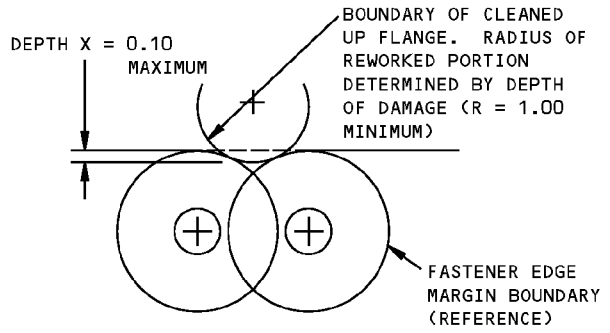 DEPTH X = 0.10
MAXIMUM
BOUNDARY OF CLEANED
UP FLANGE. RADIUS OF
REWORKED PORTION
DETERMINED BY DEPTH
OF DAMAGE (R = 1.00
MINIMUM)
FASTENER EDGE
MARGIN BOUNDARY
(REFERENCE)